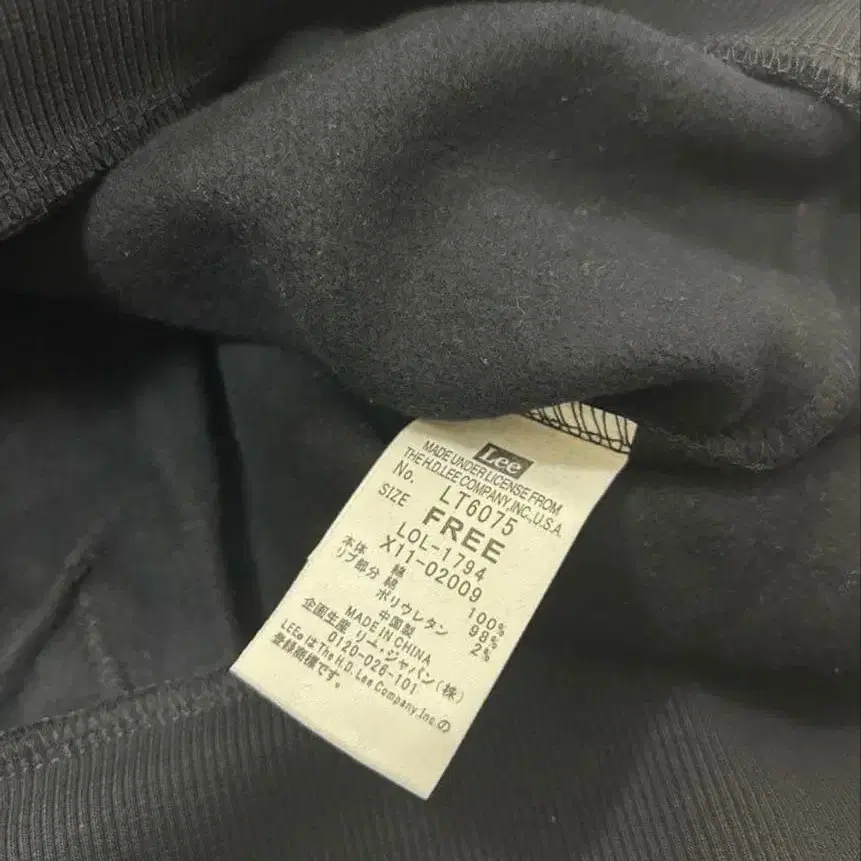 Lee
MADE UNDER LICENSE FROM
THE H.D.LEE COMPANY,INC.,U.S.A.
No. LT6075
SIZE FREE
LOL-1794
X11-02009
本体 綿 100%
リブ部分 綿 98%
ポリウレタン 2%
中国製
MADE IN CHINA
企画生産 リー・ジャパン(株)
0120-026-101
LEE®はThe H.D. Lee Company,Inc.の
登録商標です。